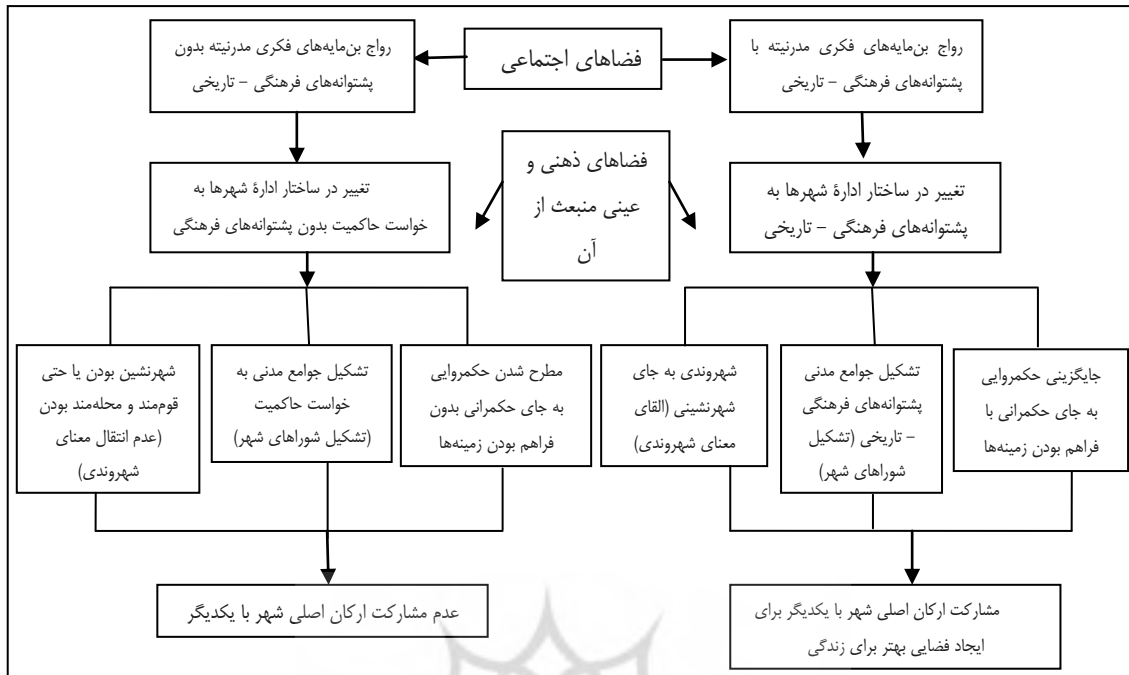 رواج بن‌مایه‌های فکری مدرنیته با
پشتوانه‌های فرهنگی – تاریخی
فضاهای اجتماعی
رواج بن‌مایه‌های فکری مدرنیته بدون
پشتوانه‌های فرهنگی – تاریخی
فضاهای ذهنی و
عینی منبعث از
آن
تغییر در ساختار ادارۀ شهرها به
پشتوانه‌های فرهنگی – تاریخی
تغییر در ساختار ادارۀ شهرها به
خواست حاکمیت بدون پشتوانه‌های فرهنگی
جایگزینی حکمروایی
به جای حکمرانی با
فراهم بودن زمینه‌ها
تشکیل جوامع مدنی
پشتوانه‌های فرهنگی
– تاریخی (تشکیل
شوراهای شهر)
شهروندی به جای
شهرنشینی (القای
معنای شهروندی)
مطرح شدن حکمروایی
به جای حکمرانی بدون
فراهم بودن زمینه‌ها
تشکیل جوامع مدنی به
خواست حاکمیت
(تشکیل شوراهای شهر)
شهرنشین بودن یا حتی
قوم‌مند و محله‌مند بودن
(عدم انتقال معنای
شهروندی)
مشارکت ارکان اصلی شهر با یکدیگر برای
ایجاد فضایی بهتر برای زندگی
عدم مشارکت ارکان اصلی شهر با یکدیگر